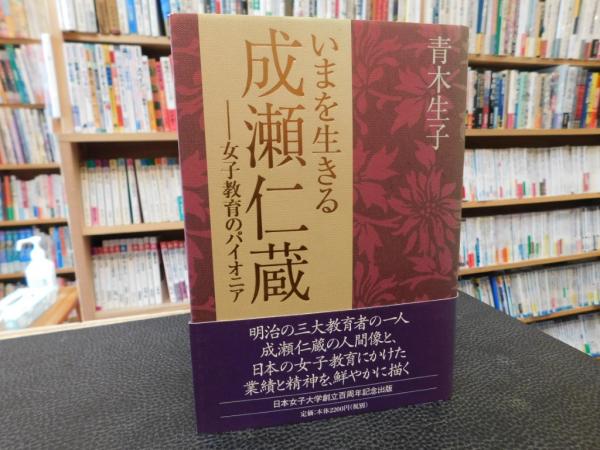 青木生子
いまを生きる
成瀬仁蔵
――女子教育のパイオニア
明治の三大教育者の一人
成瀬仁蔵の人間像と、
日本の女子教育にかけた
業績と精神を、鮮やかに描く
日本女子大学創立百周年記念出版
定価:本体2200円(税別)